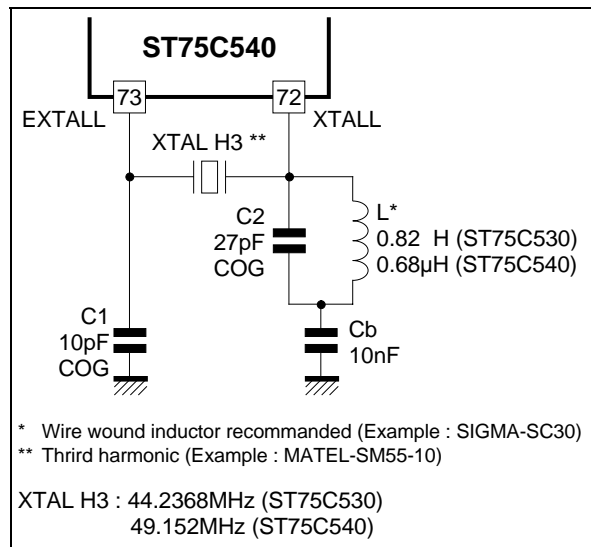 ST75C540
73
72
EXTALL
XTALL
XTAL H3 **
C2
27pF
COG
L*
0.82 H (ST75C530)
0.68µH (ST75C540)
C1
10pF
COG
Cb
10nF
* Wire wound inductor recommanded (Example : SIGMA-SC30)
** Thrird harmonic (Example : MATEL-SM55-10)
XTAL H3 : 44.2368MHz (ST75C530)
49.152MHz (ST75C540)